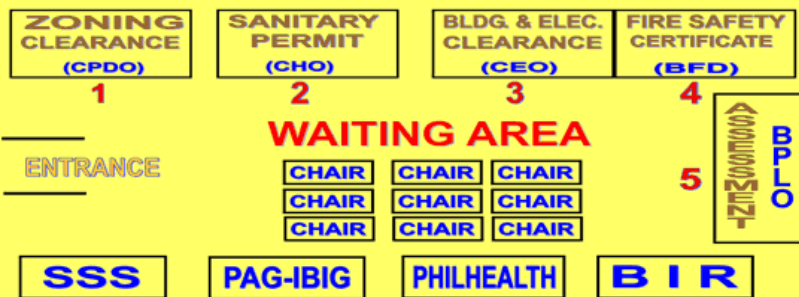 ZONING
CLEARANCE
(CPDO)
1
SANITARY
PERMIT
(CHO)
2
BLDG. & ELEC.
CLEARANCE
(CEO)
3
FIRE SAFETY
CERTIFICATE
(BFD)
4
WAITING AREA
ENTRANCE
CHAIR CHAIR CHAIR
CHAIR CHAIR CHAIR
CHAIR CHAIR CHAIR
5
ASSESSMENT
BPLO
SSS
PAG-IBIG
PHILHEALTH
B I R